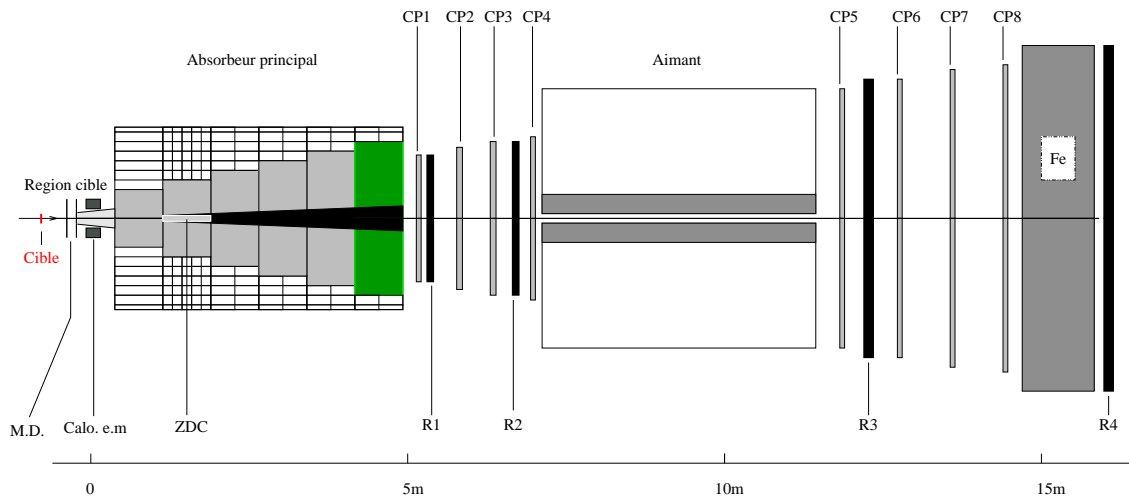 CP1 CP2 CP3 CP4 CP5 CP6 CP7 CP8
Absorbeur principal Aimant
Fe
Region cible
Cible
M.D. Calo. e.m ZDC R1 R2 R3 R4
0 5m 10m 15m